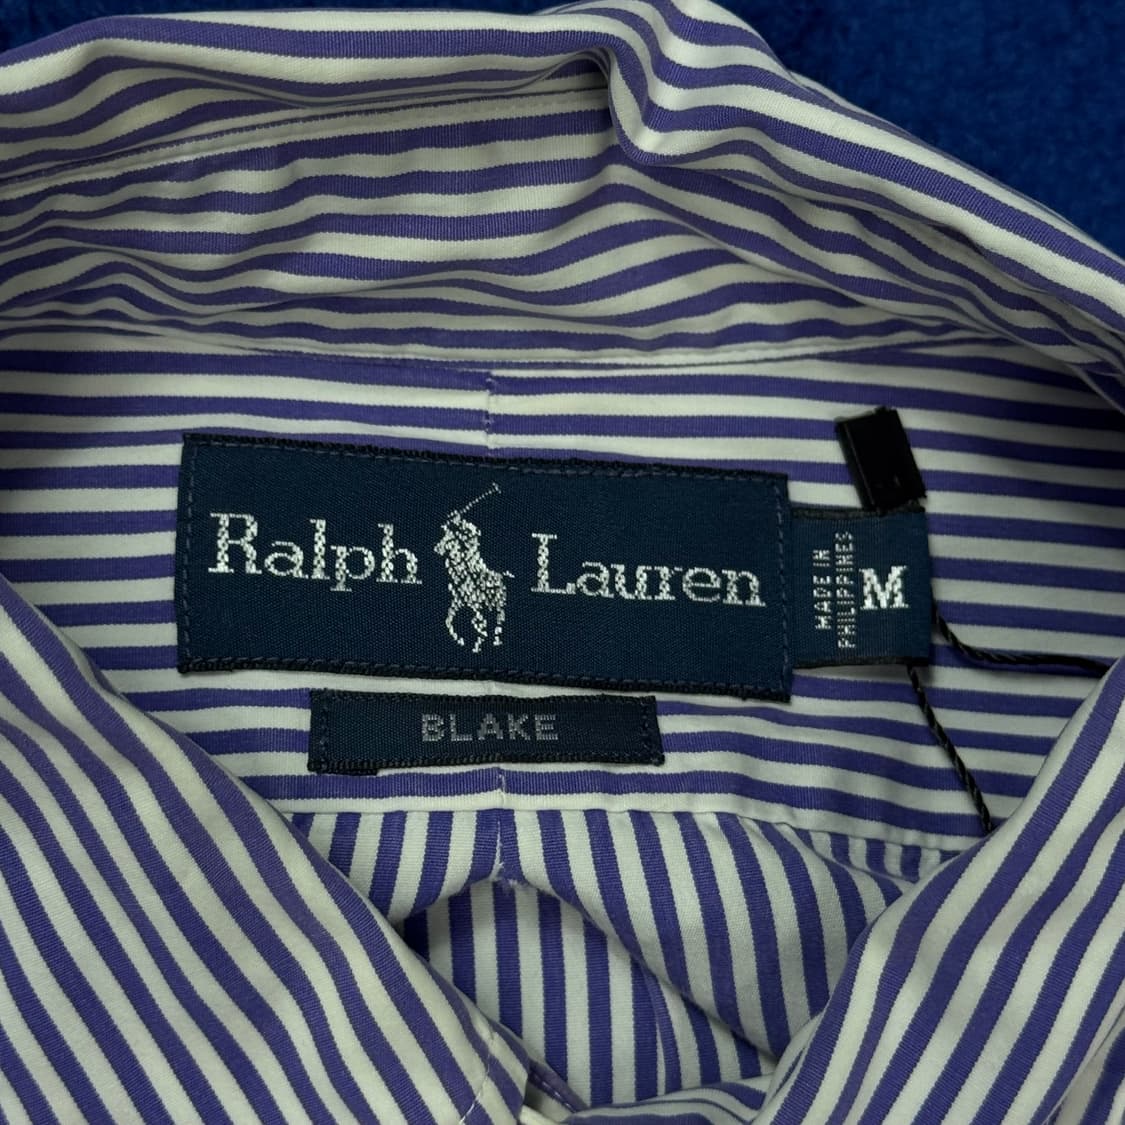 Ralph Lauren
MADE IN
PHILIPPINES
M
BLAKE